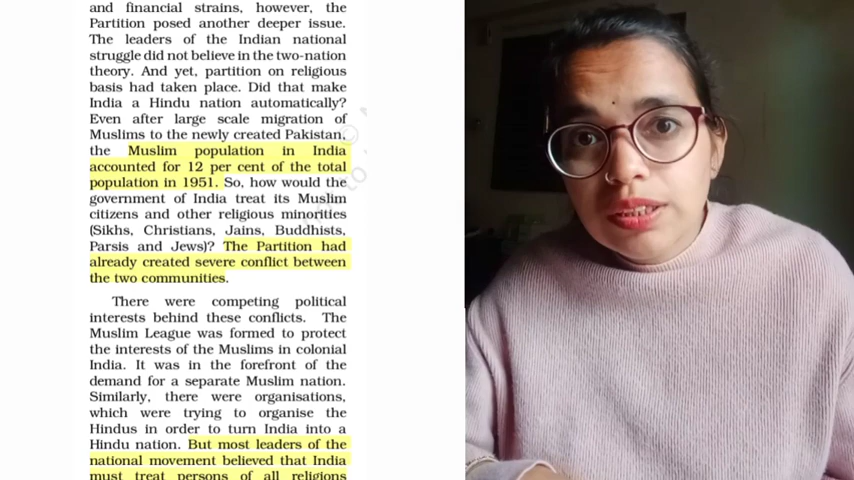 and financial strains, however, the
Partition posed another deeper issue.
The leaders of the Indian national
struggle did not believe in the two-nation
theory. And yet, partition on religious
basis had taken place. Did that make
India a Hindu nation automatically?
Even after large scale migration of
Muslims to the newly created Pakistan,
the Muslim population in India
accounted for 12 per cent of the total
population in 1951. So, how would the
government of India treat its Muslim
citizens and other religious minorities
(Sikhs, Christians, Jains, Buddhists,
Parsis and Jews)? The Partition had
already created severe conflict between
the two communities.
There were competing political
interests behind these conflicts. The
Muslim League was formed to protect
the interests of the Muslims in colonial
India. It was in the forefront of the
demand for a separate Muslim nation.
Similarly, there were organisations,
which were trying to organise the
Hindus in order to turn India into a
Hindu nation. But most leaders of the
national movement believed that India
must treat persons of all religions